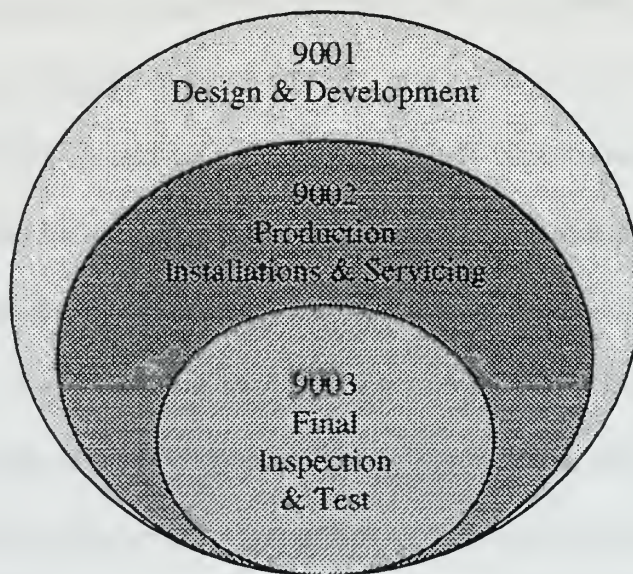 9001
Design & Development
9002
Production
Installations & Servicing
9003
Final
Inspection
& Test